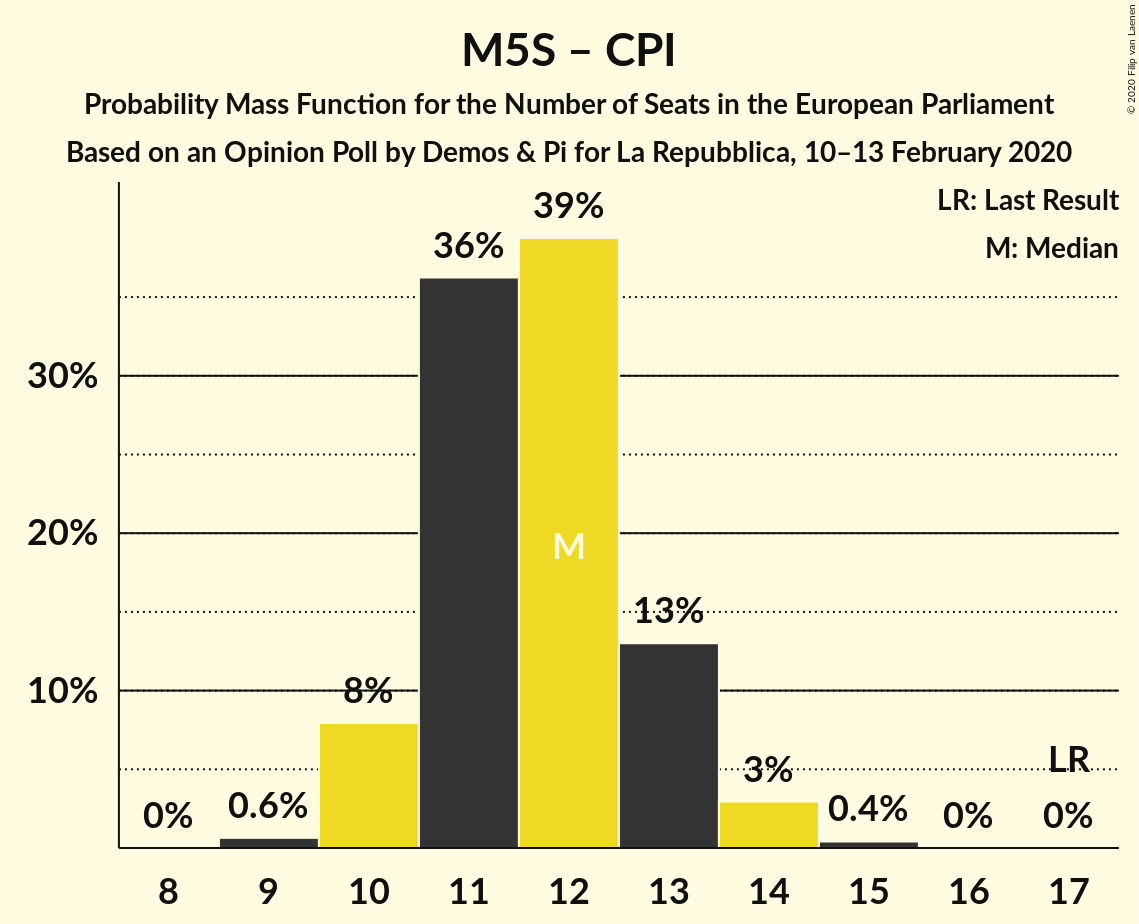 M5S – CPI
Probability Mass Function for the Number of Seats in the European Parliament
Based on an Opinion Poll by Demos & Pi for La Repubblica, 10–13 February 2020
© 2020 Filip van Laenen
LR: Last Result
M: Median
39%
36%
30%
20%
M
13%
10%
8%
3%
LR
0%
0.6%
0.4%
0%
0%
8 9 10 11 12 13 14 15 16 17